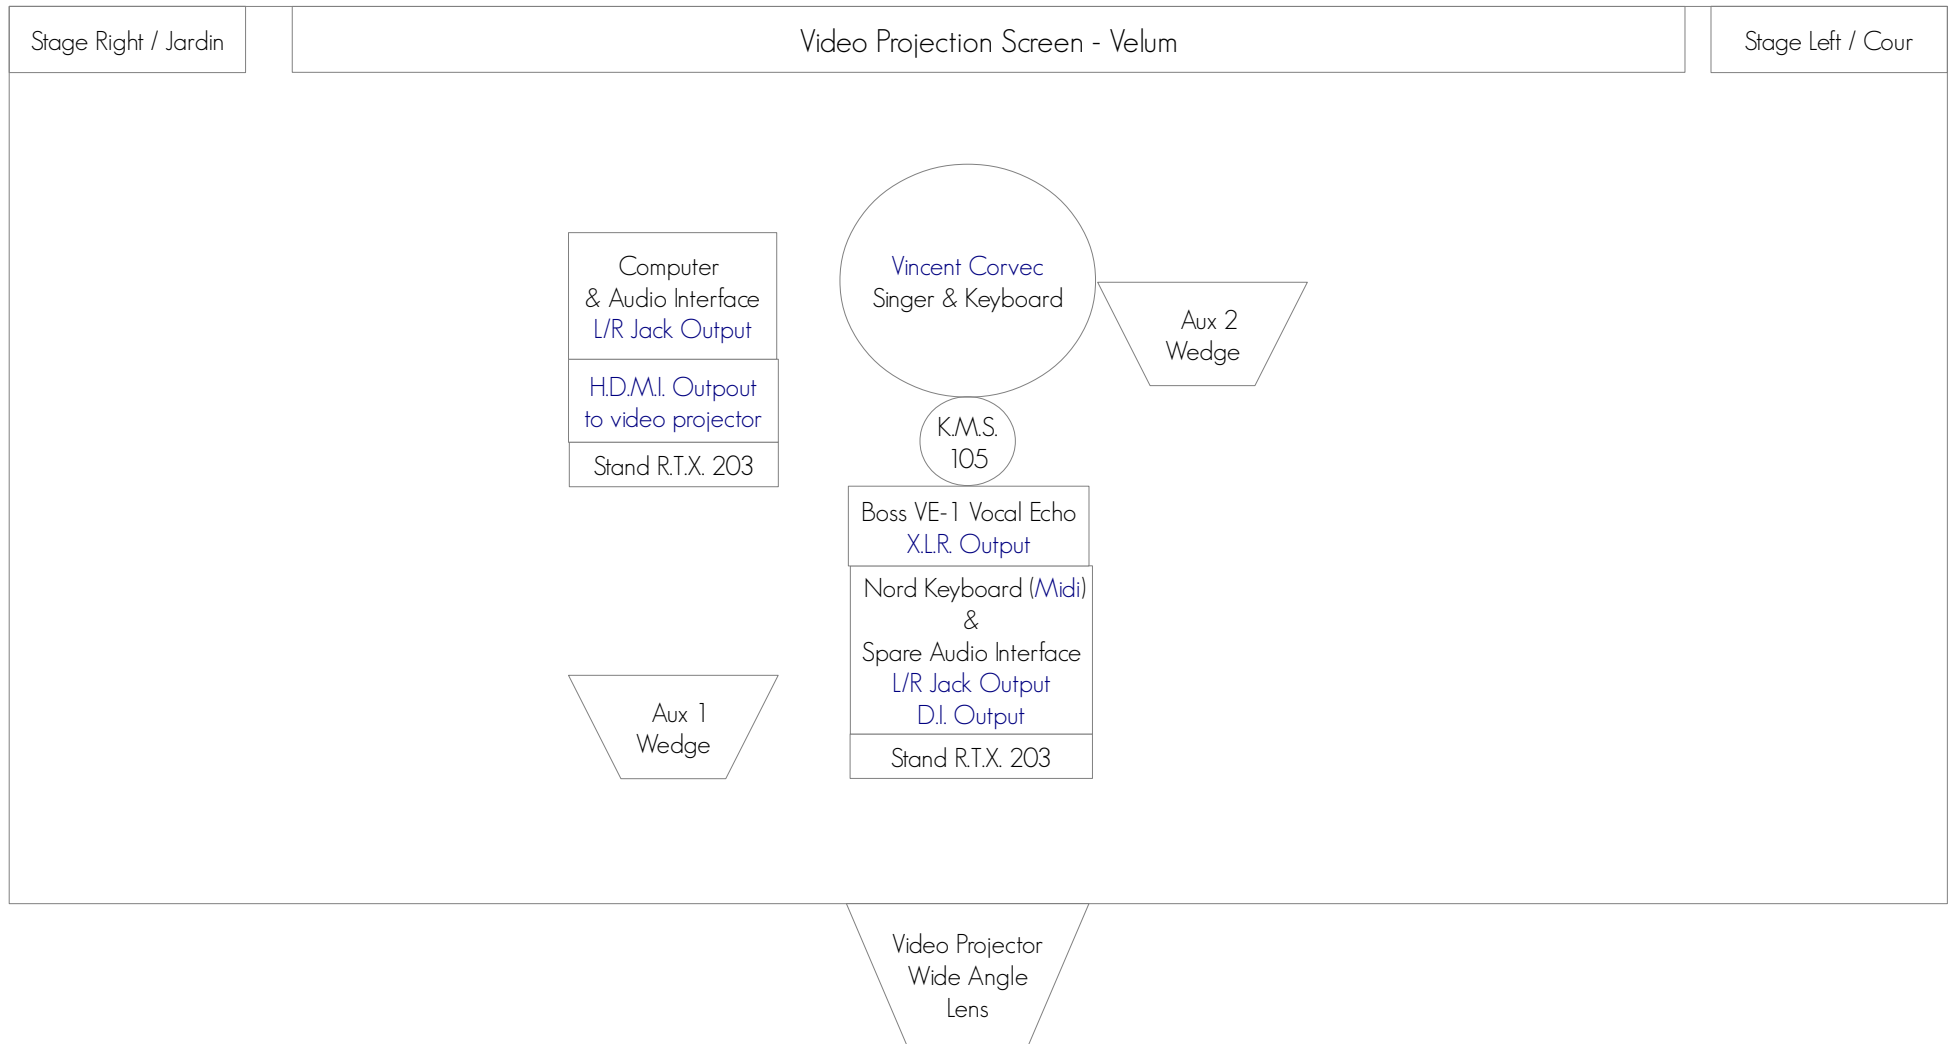 Stage Right / Jardin
Video Projection Screen - Velum
Stage Left / Cour
Computer
& Audio Interface
L/R Jack Output
H.D.M.I. Outpout
to video projector
Stand R.T.X. 203
Vincent Corvec
Singer & Keyboard
Aux 2
Wedge
K.M.S.
105
Boss VE-1 Vocal Echo
X.L.R. Output
Nord Keyboard (Midi)
&
Spare Audio Interface
L/R Jack Output
D.I. Output
Stand R.T.X. 203
Aux 1
Wedge
Video Projector
Wide Angle
Lens